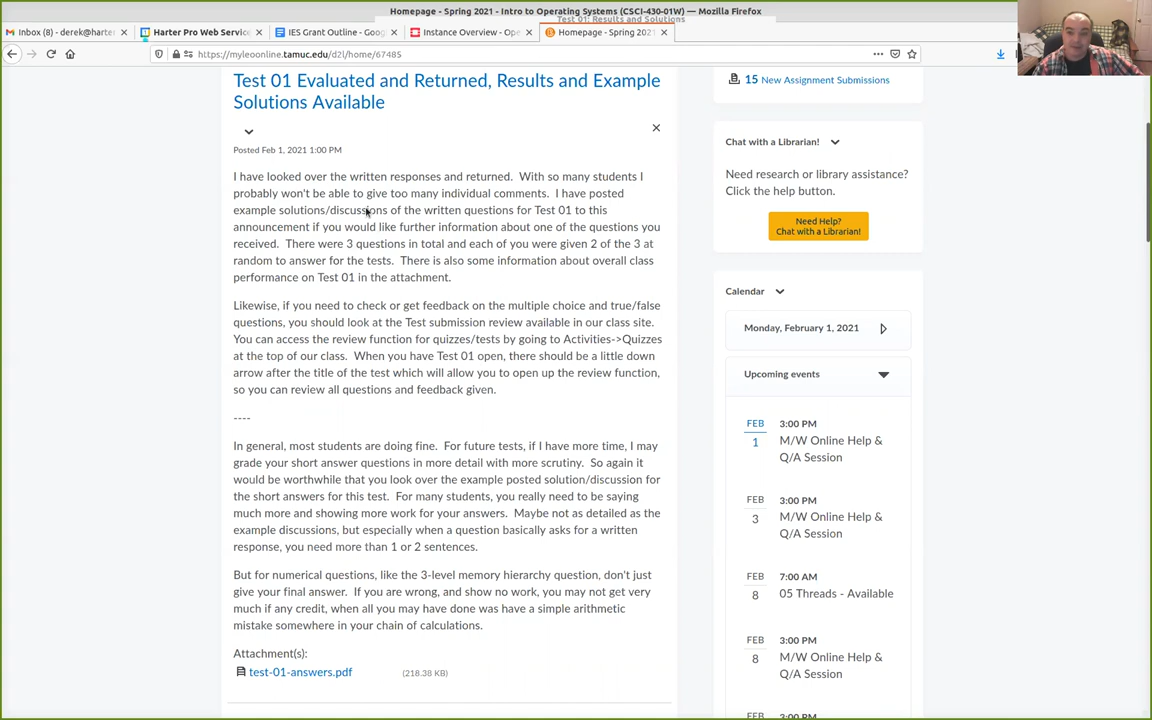 Homepage - Spring 2021 - Intro to Operating Systems (CSCI-430-01W) — Mozilla Firefox
Test 01: Results and Solutions
Inbox (8) - derek@harter
Harter Pro Web Service
IES Grant Outline - Goog
Instance Overview - Ope
Homepage - Spring 2021
https://myleoonline.tamuc.edu/d2l/home/67485
Test 01 Evaluated and Returned, Results and Example
Solutions Available
Posted Feb 1, 2021 1:00 PM
I have looked over the written responses and returned. With so many students I
probably won't be able to give too many individual comments. I have posted
example solutions/discussions of the written questions for Test 01 to this
announcement if you would like further information about one of the questions you
received. There were 3 questions in total and each of you were given 2 of the 3 at
random to answer for the tests. There is also some information about overall class
performance on Test 01 in the attachment.
Likewise, if you need to check or get feedback on the multiple choice and true/false
questions, you should look at the Test submission review available in our class site.
You can access the review function for quizzes/tests by going to Activities->Quizzes
at the top of our class. When you have Test 01 open, there should be a little down
arrow after the title of the test which will allow you to open up the review function,
so you can review all questions and feedback given.
----
In general, most students are doing fine. For future tests, if I have more time, I may
grade your short answer questions in more detail with more scrutiny. So again it
would be worthwhile that you look over the example posted solution/discussion for
the short answers for this test. For many students, you really need to be saying
much more and showing more work for your answers. Maybe not as detailed as the
example discussions, but especially when a question basically asks for a written
response, you need more than 1 or 2 sentences.
But for numerical questions, like the 3-level memory hierarchy question, don't just
give your final answer. If you are wrong, and show no work, you may not get very
much if any credit, when all you may have done was have a simple arithmetic
mistake somewhere in your chain of calculations.
Attachment(s):
test-01-answers.pdf (218.38 KB)
15 New Assignment Submissions
Chat with a Librarian!
Need research or library assistance?
Click the help button.
Need Help?
Chat with a Librarian!
Calendar
Monday, February 1, 2021
Upcoming events
FEB
1
3:00 PM
M/W Online Help &
Q/A Session
FEB
3
3:00 PM
M/W Online Help &
Q/A Session
FEB
8
7:00 AM
05 Threads - Available
FEB
8
3:00 PM
M/W Online Help &
Q/A Session